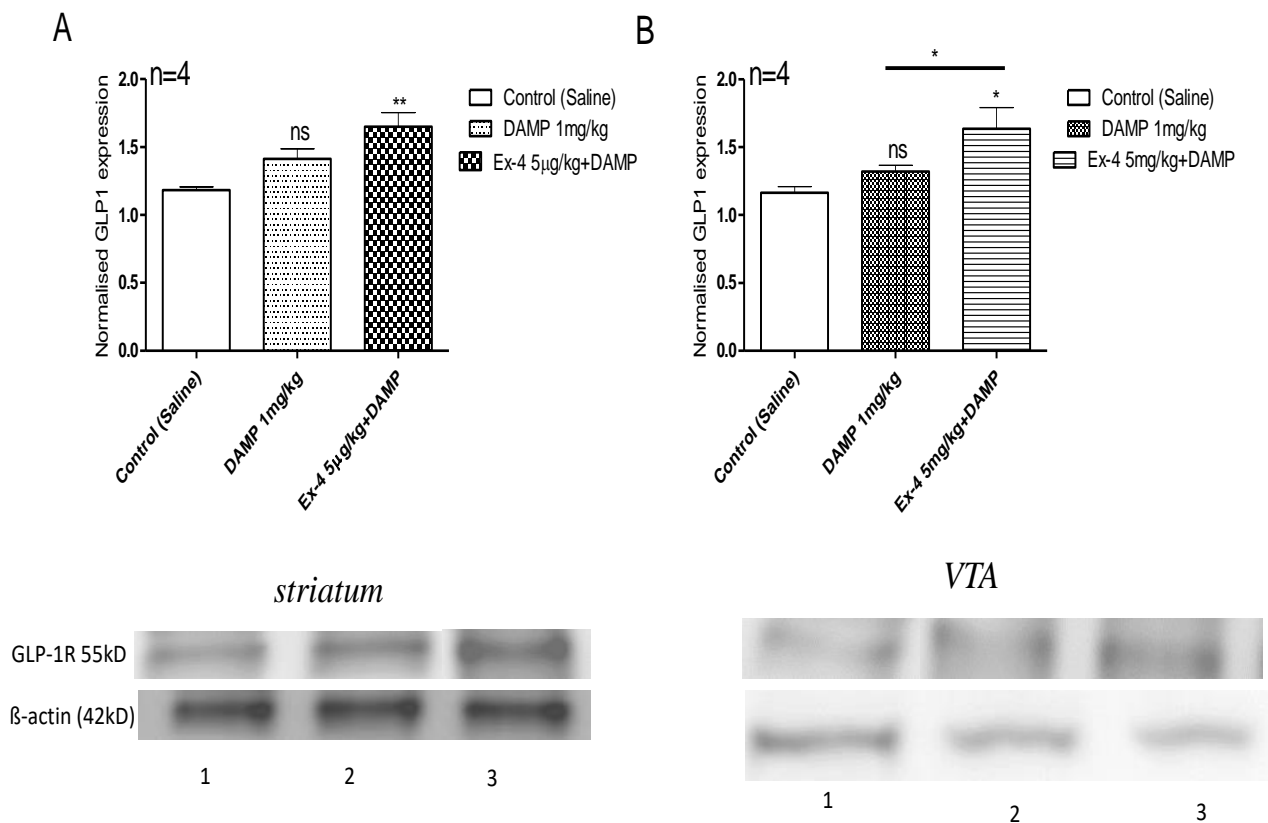 A
n=4
Normalised GLP1 expression
2.0
1.5
1.0
0.5
0.0
ns
**
Control (Saline)
DAMP 1mg/kg
Ex-4 5µg/kg+DAMP
Control (Saline)
DAMP 1mg/kg
Ex-4 5µg/kg+DAMP
B
n=4
Normalised GLP1 expression
2.0
1.5
1.0
0.5
0.0
*
ns
*
Control (Saline)
DAMP 1mg/kg
Ex-4 5mg/kg+DAMP
Control (Saline)
DAMP 1mg/kg
Ex-4 5mg/kg+DAMP
striatum
GLP-1R 55kD
ß-actin (42kD)
1 2 3
VTA
1 2 3